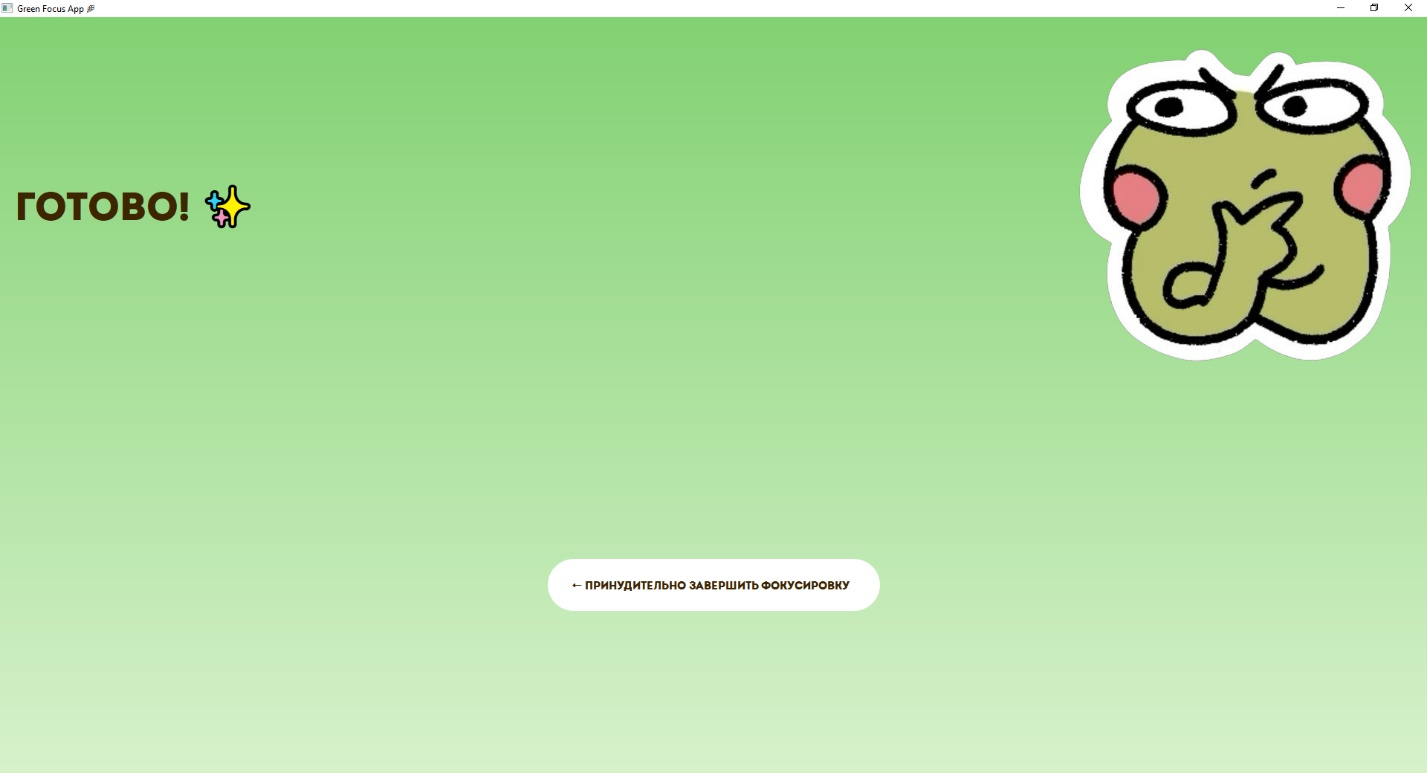 Green Focus App 🌾
ГОТОВО! ✨
← ПРИНУДИТЕЛЬНО ЗАВЕРШИТЬ ФОКУСИРОВКУ